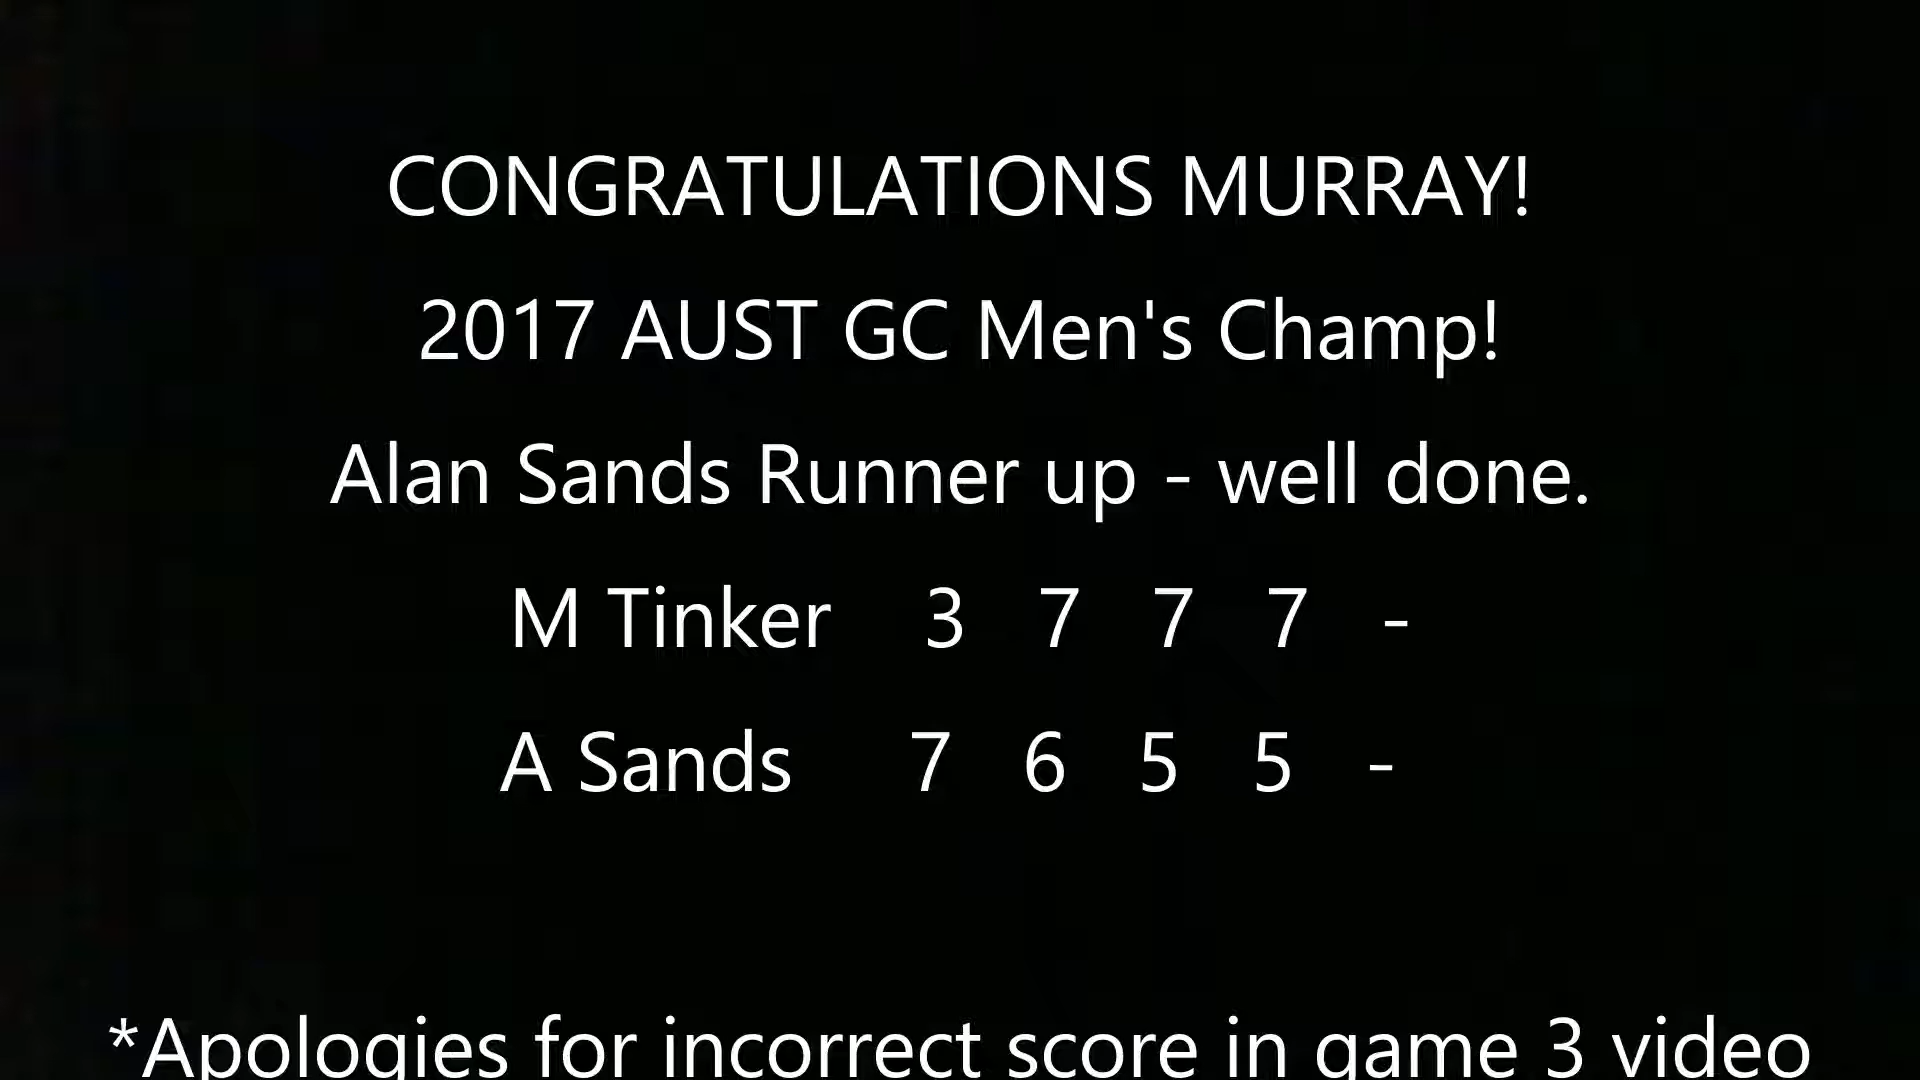 CONGRATULATIONS MURRAY!
2017 AUST GC Men's Champ!
Alan Sands Runner up - well done.
M Tinker 3 7 7 7 -
A Sands 7 6 5 5 -
*Apologies for incorrect score in game 3 video